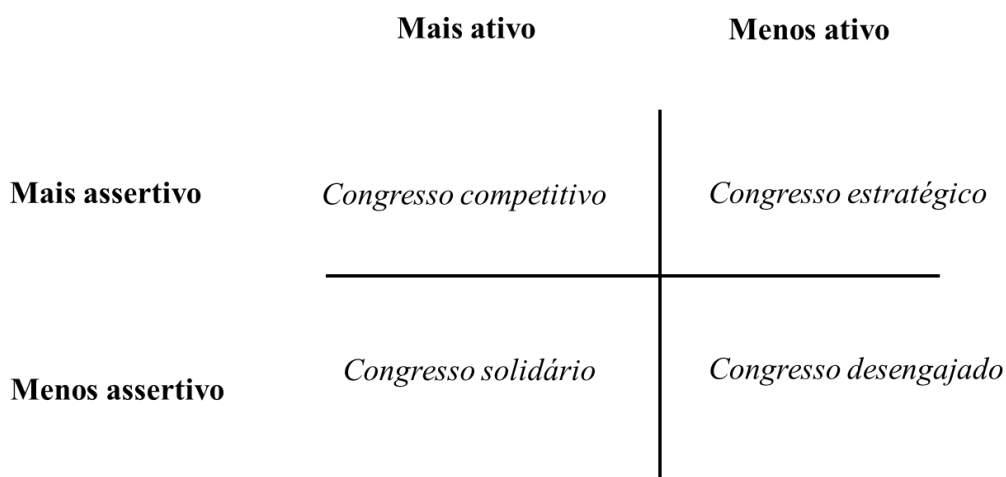 Mais ativo Menos ativo
Mais assertivo Congresso competitivo Congresso estratégico
Menos assertivo Congresso solidário Congresso desengajado